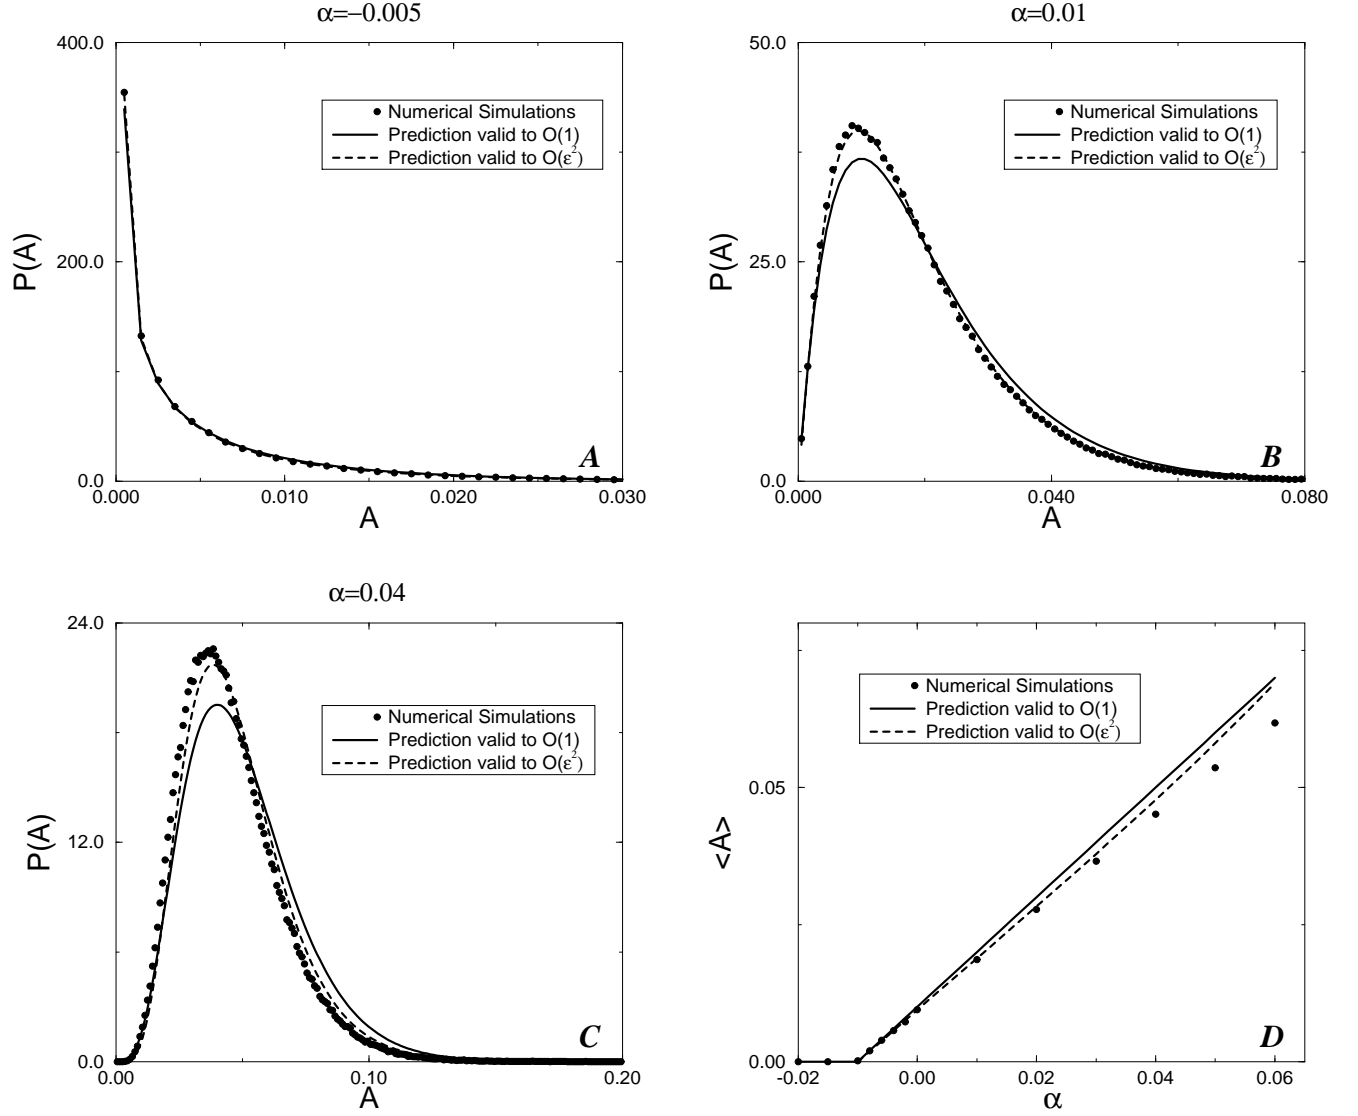 α=−0.005
400.0
200.0
0.0
P(A)
Numerical Simulations
Prediction valid to O(1)
Prediction valid to O(ε²)
A
0.000
0.010
0.020
0.030
A
α=0.01
50.0
25.0
0.0
P(A)
Numerical Simulations
Prediction valid to O(1)
Prediction valid to O(ε²)
B
0.000
0.040
0.080
A
α=0.04
24.0
12.0
0.0
P(A)
Numerical Simulations
Prediction valid to O(1)
Prediction valid to O(ε²)
C
0.00
0.10
0.20
A
0.05
0.00
<A>
Numerical Simulations
Prediction valid to O(1)
Prediction valid to O(ε²)
D
-0.02
0.00
0.02
0.04
0.06
α